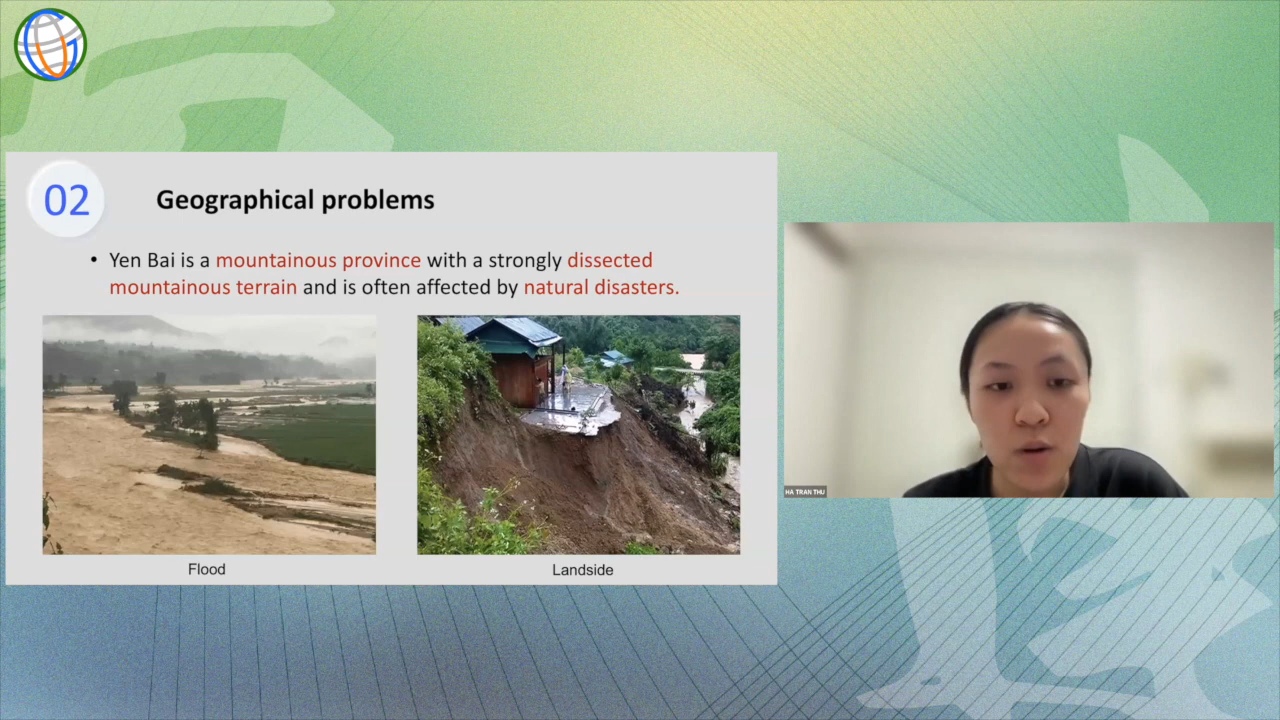 02
Geographical problems
• Yen Bai is a mountainous province with a strongly dissected
mountainous terrain and is often affected by natural disasters.
Flood
Landside
HA TRAN THU